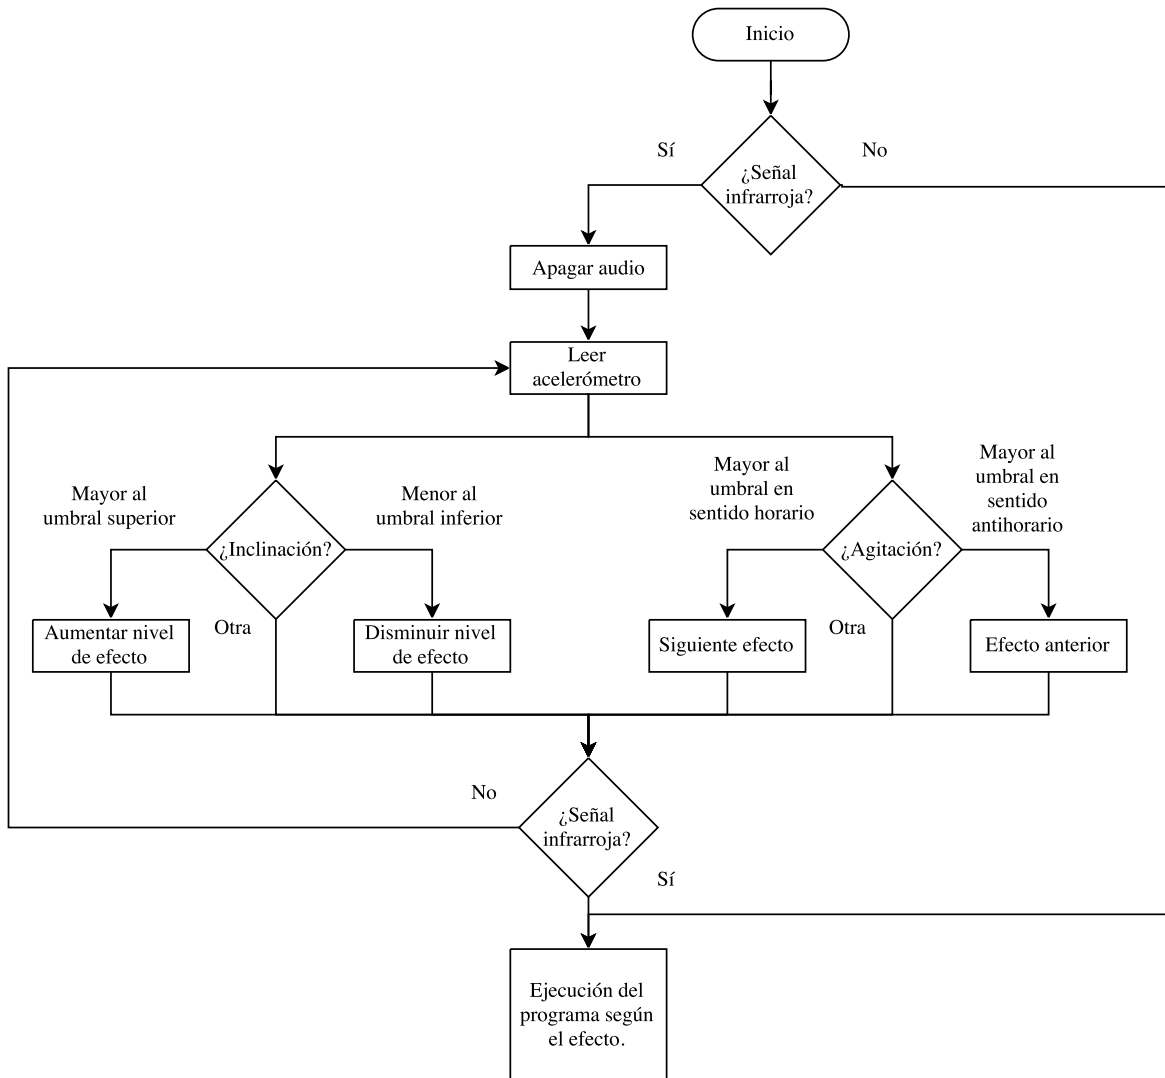 Inicio
Sí
No
¿Señal
infrarroja?
Apagar audio
Leer
acelerómetro
Mayor al
umbral superior
Menor al
umbral inferior
Mayor al
umbral en
sentido horario
Mayor al
umbral en
sentido
antihorario
¿Inclinación?
¿Agitación?
Aumentar nivel
de efecto
Otra
Disminuir nivel
de efecto
Siguiente efecto
Otra
Efecto anterior
No
¿Señal
infrarroja?
Sí
Ejecución del
programa según
el efecto.